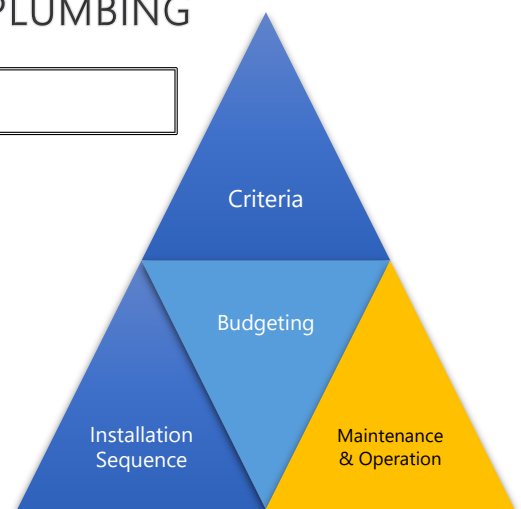 PLUMBING
Criteria
Budgeting
Installation
Sequence
Maintenance
& Operation